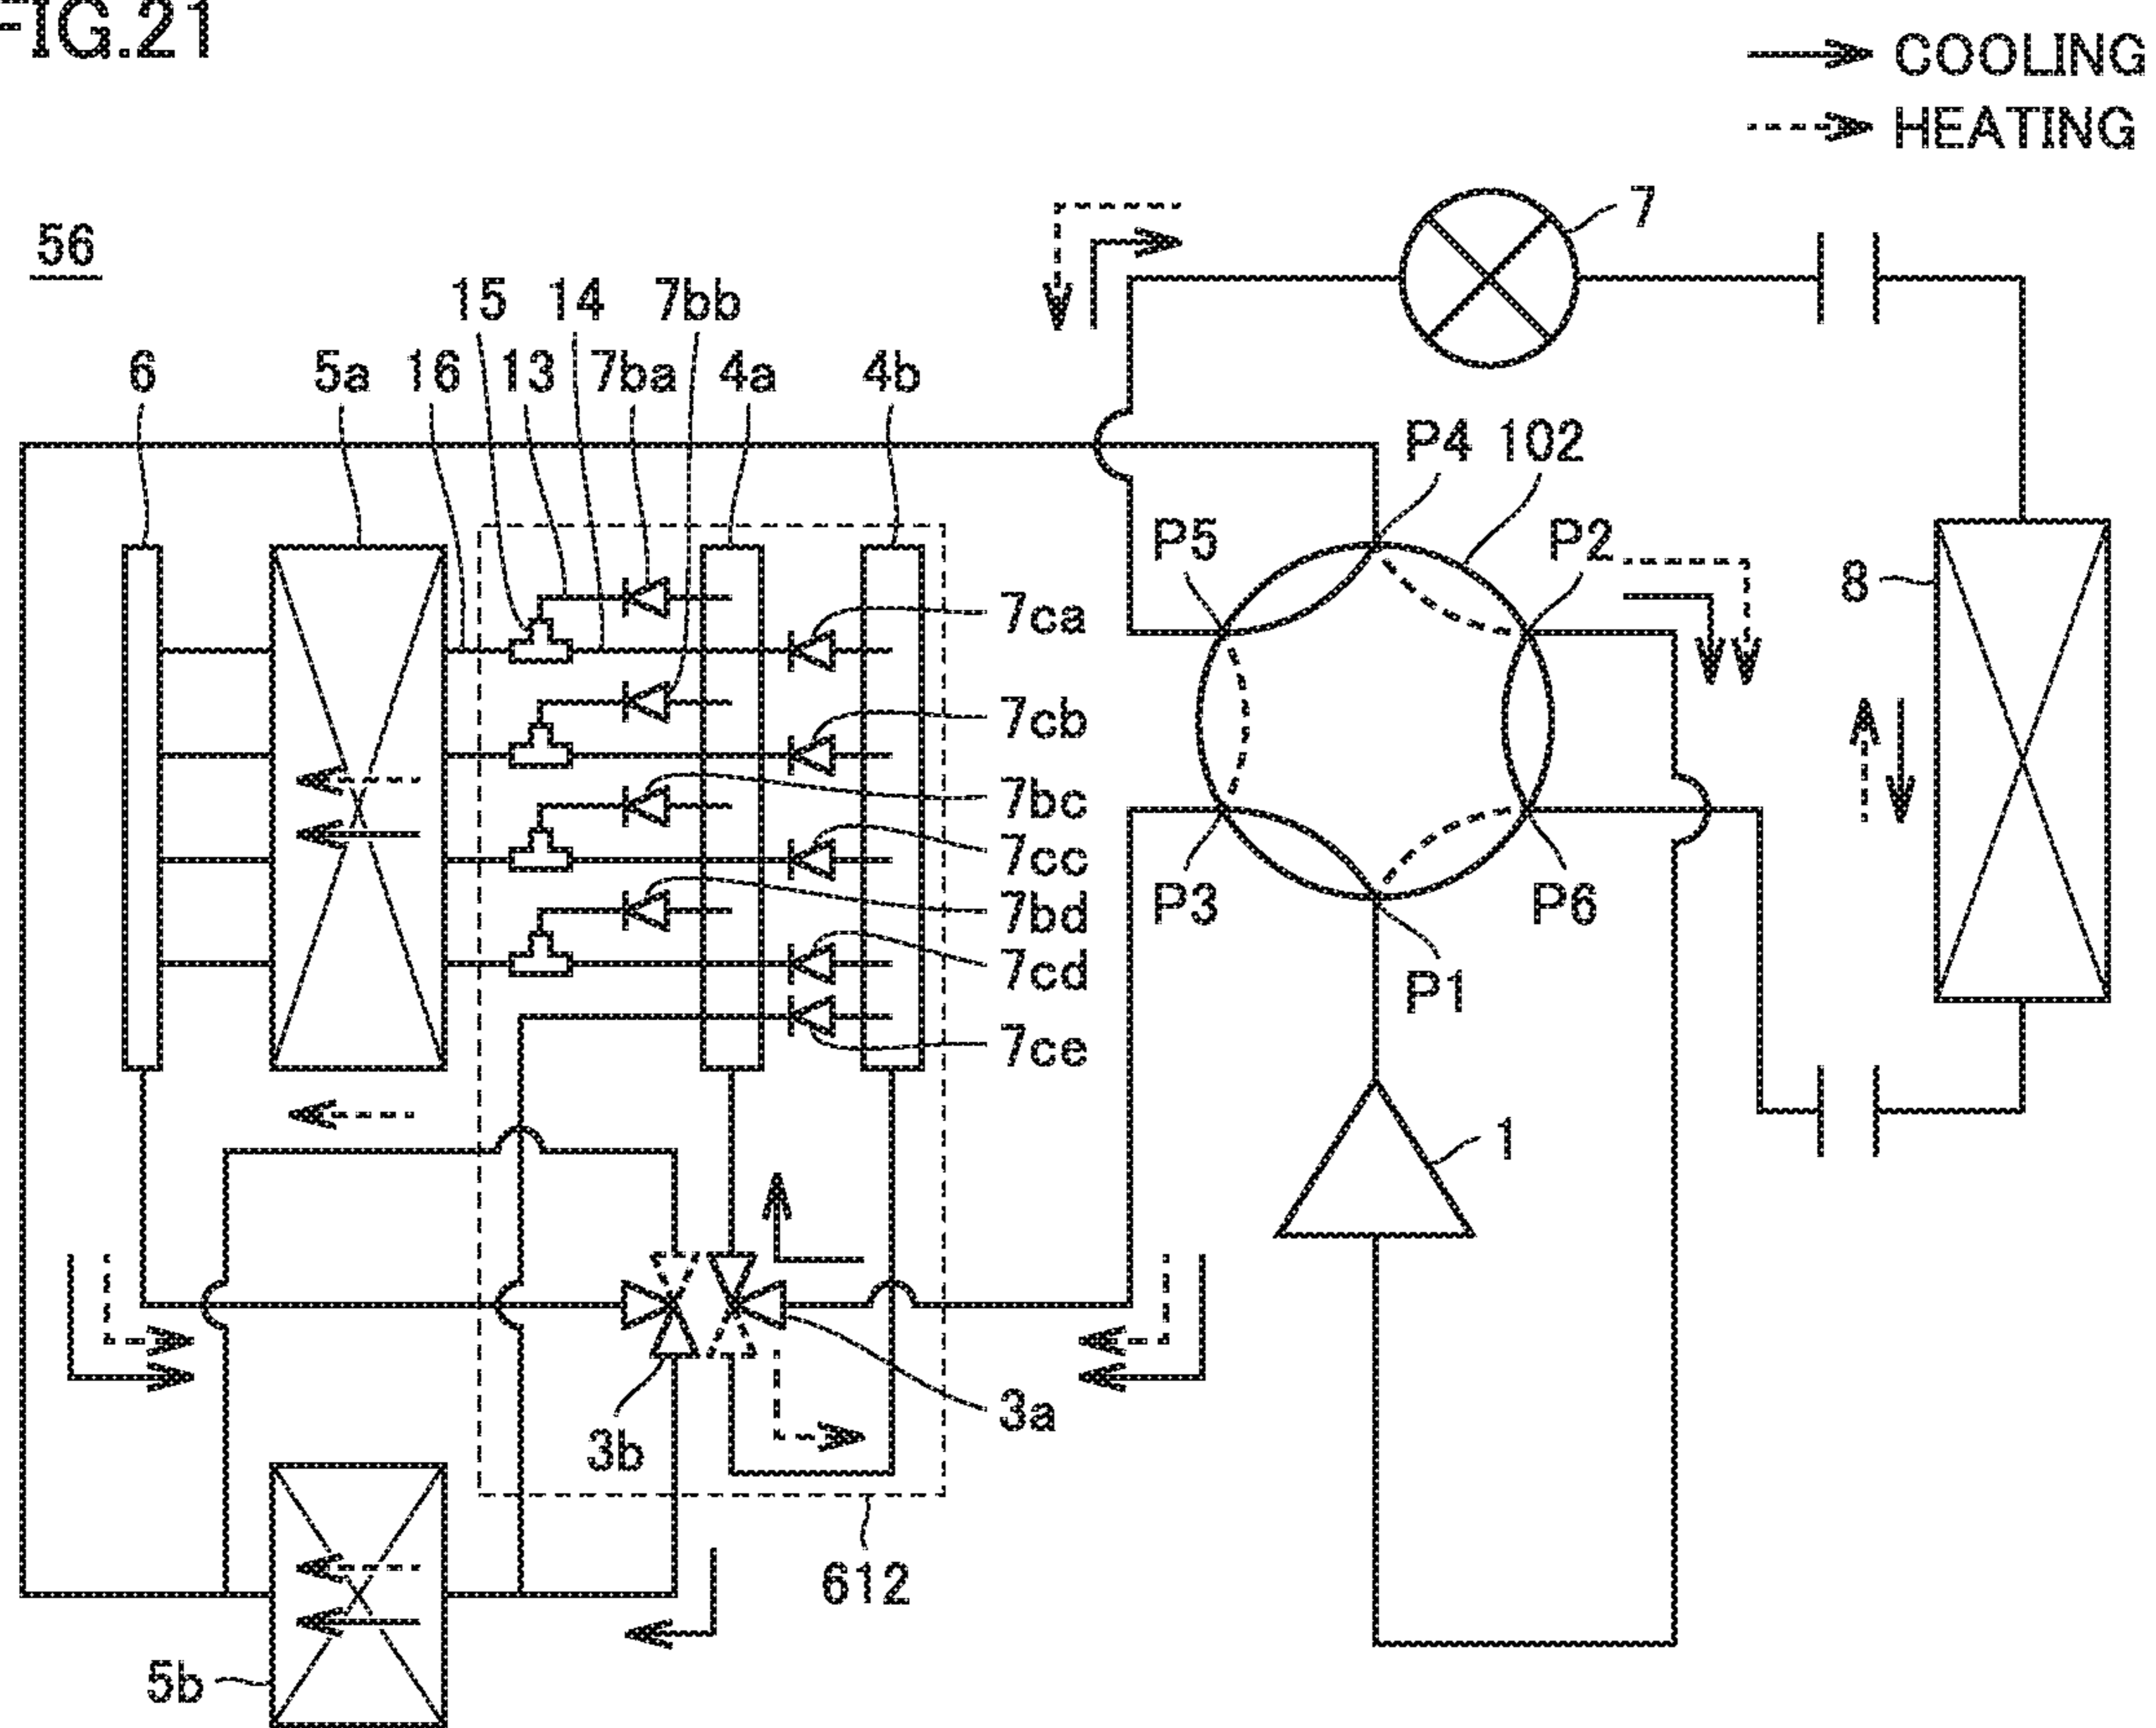 FIG.21
COOLING
HEATING
56
7
15 14 7bb
6 5a 16 13 7ba 4a 4b
P4 102
P5 P2
8
7ca
7cb
7bc
7cc
P3 7bd P6
7cd
P1
7ce
1
3a
3b
612
5b